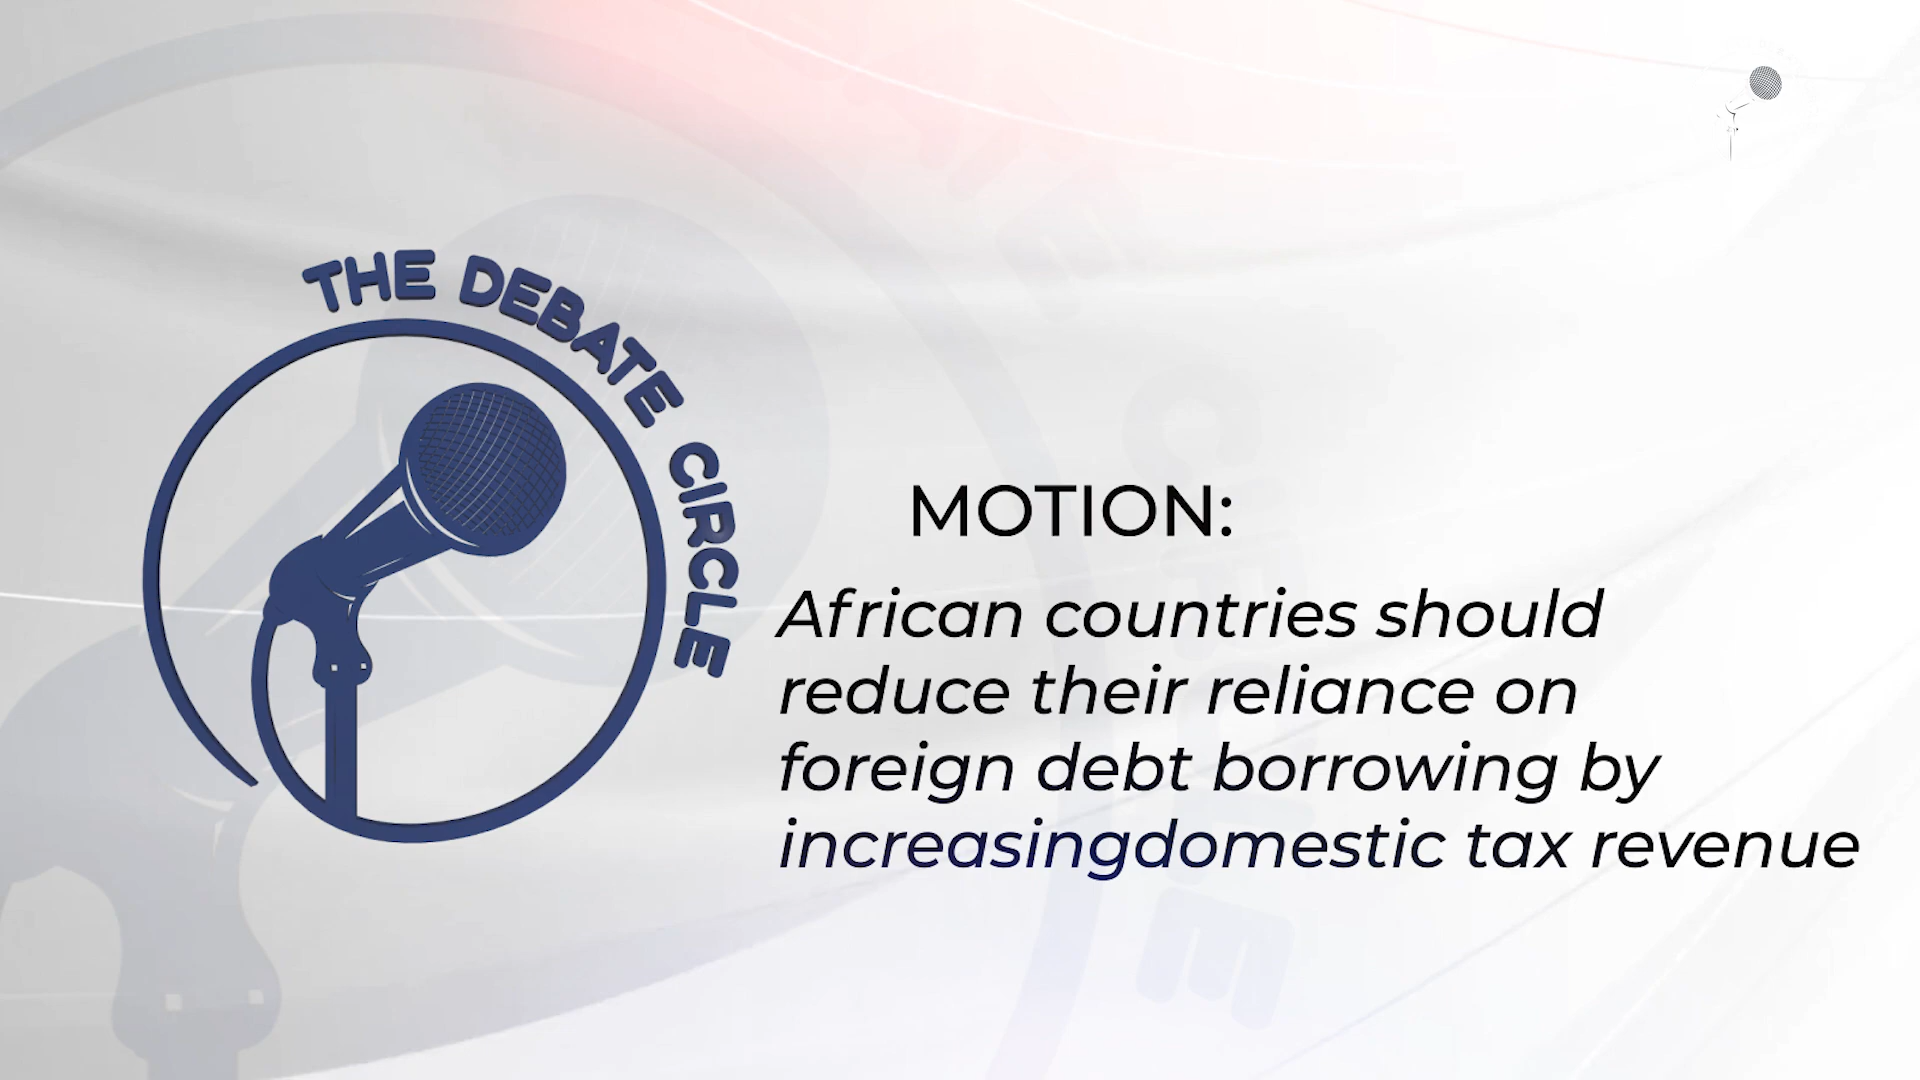 THE DEBATE CIRCLE
MOTION:
African countries should
reduce their reliance on
foreign debt borrowing by
increasingdomestic tax revenue